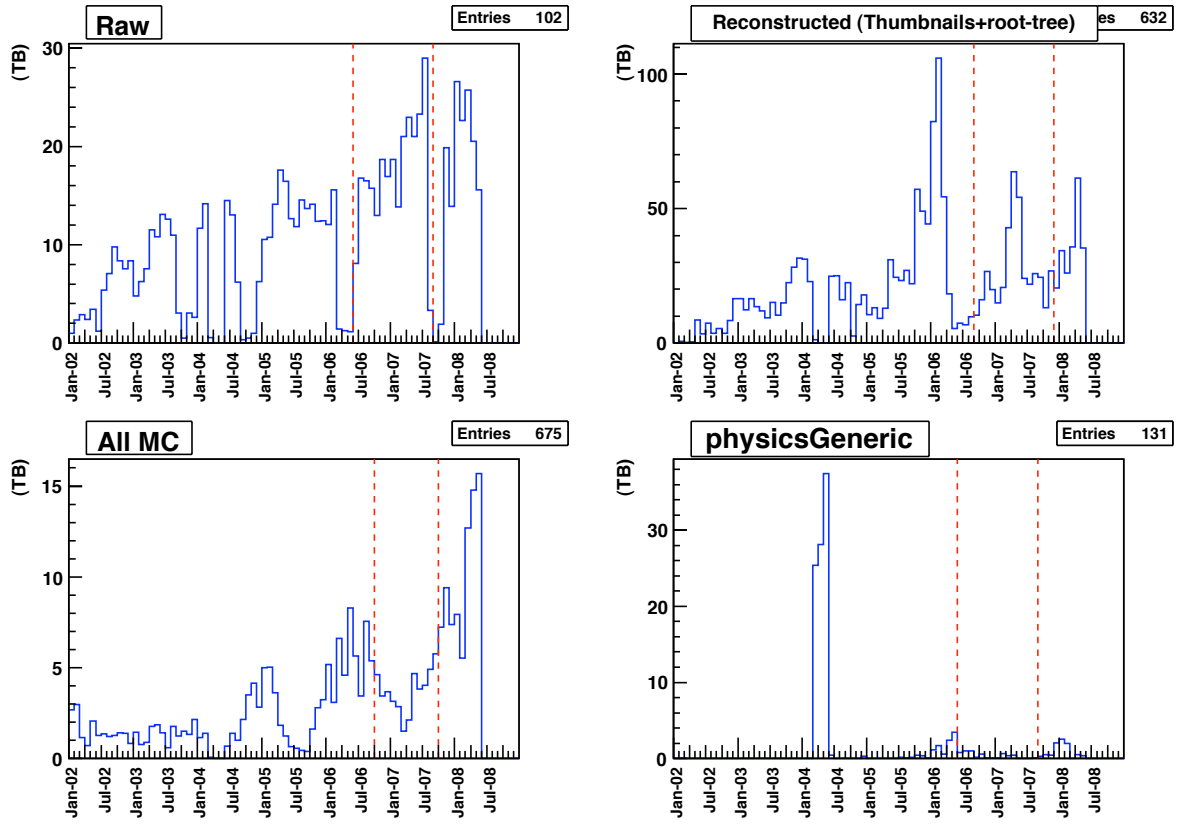 Raw
Entries 102
(TB)
30
20
10
0
Jan-02 Jul-02 Jan-03 Jul-03 Jan-04 Jul-04 Jan-05 Jul-05 Jan-06 Jul-06 Jan-07 Jul-07 Jan-08 Jul-08
Reconstructed (Thumbnails+root-tree)
es 632
(TB)
100
50
0
Jan-02 Jul-02 Jan-03 Jul-03 Jan-04 Jul-04 Jan-05 Jul-05 Jan-06 Jul-06 Jan-07 Jul-07 Jan-08 Jul-08
All MC
Entries 675
(TB)
15
10
5
0
Jan-02 Jul-02 Jan-03 Jul-03 Jan-04 Jul-04 Jan-05 Jul-05 Jan-06 Jul-06 Jan-07 Jul-07 Jan-08 Jul-08
physicsGeneric
Entries 131
(TB)
30
20
10
0
Jan-02 Jul-02 Jan-03 Jul-03 Jan-04 Jul-04 Jan-05 Jul-05 Jan-06 Jul-06 Jan-07 Jul-07 Jan-08 Jul-08